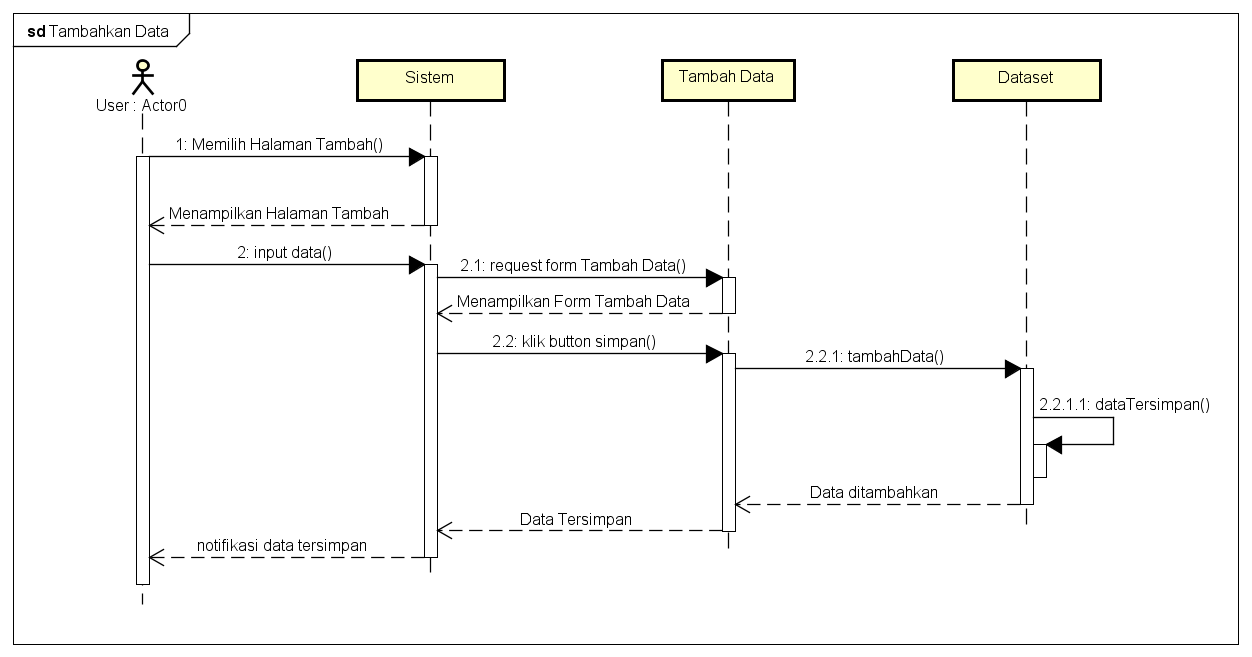 sd Tambahkan Data
User : Actor0
Sistem
Tambah Data
Dataset
1: Memilih Halaman Tambah()
Menampilkan Halaman Tambah
2: input data()
2.1: request form Tambah Data()
Menampilkan Form Tambah Data
2.2: klik button simpan()
2.2.1: tambahData()
2.2.1.1: dataTersimpan()
Data ditambahkan
Data Tersimpan
notifikasi data tersimpan